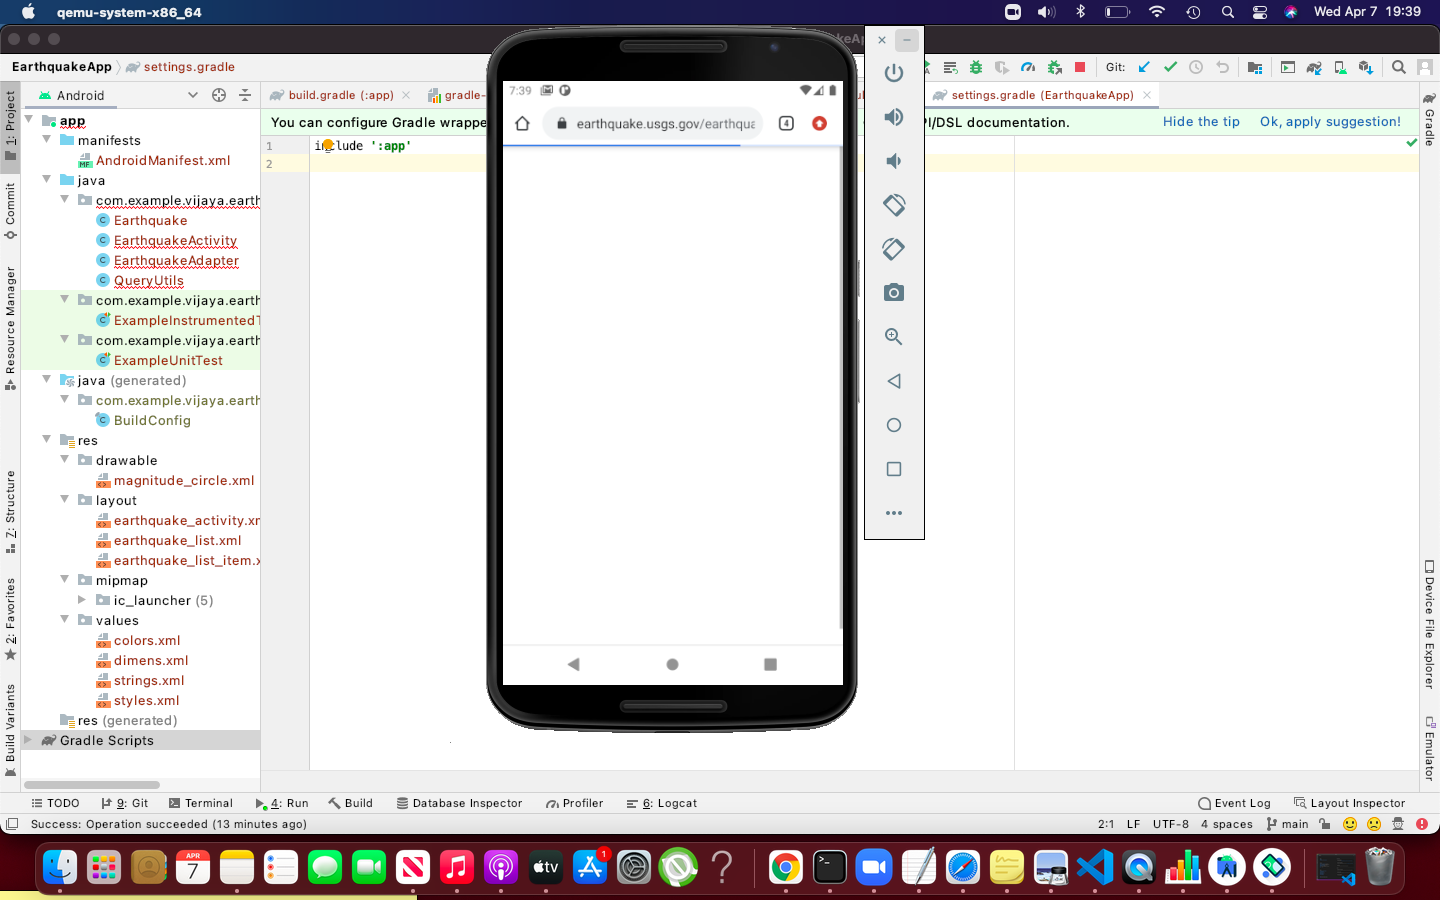 qemu-system-x86_64
Wed Apr 7 19:39
EarthquakeApp
settings.gradle
Git:
Android
build.gradle (:app)
gradle-
settings.gradle (EarthquakeApp)
You can configure Gradle wrappe
I/DSL documentation.
Hide the tip
Ok, apply suggestion!
1
include ':app'
2
1: Project
Commit
Resource Manager
Z: Structure
2: Favorites
Build Variants
app
manifests
AndroidManifest.xml
java
com.example.vijaya.earth
Earthquake
EarthquakeActivity
EarthquakeAdapter
QueryUtils
com.example.vijaya.earth
ExampleInstrumentedT
com.example.vijaya.earth
ExampleUnitTest
java (generated)
com.example.vijaya.earth
BuildConfig
res
drawable
magnitude_circle.xml
layout
earthquake_activity.xm
earthquake_list.xml
earthquake_list_item.x
mipmap
ic_launcher (5)
values
colors.xml
dimens.xml
strings.xml
styles.xml
res (generated)
Gradle Scripts
7:39
earthquake.usgs.gov/earthqua
4
Gradle
Device File Explorer
Emulator
TODO
9: Git
Terminal
4: Run
Build
Database Inspector
Profiler
6: Logcat
Event Log
Layout Inspector
Success: Operation succeeded (13 minutes ago)
2:1
LF
UTF-8
4 spaces
main
APR
7
tv
1